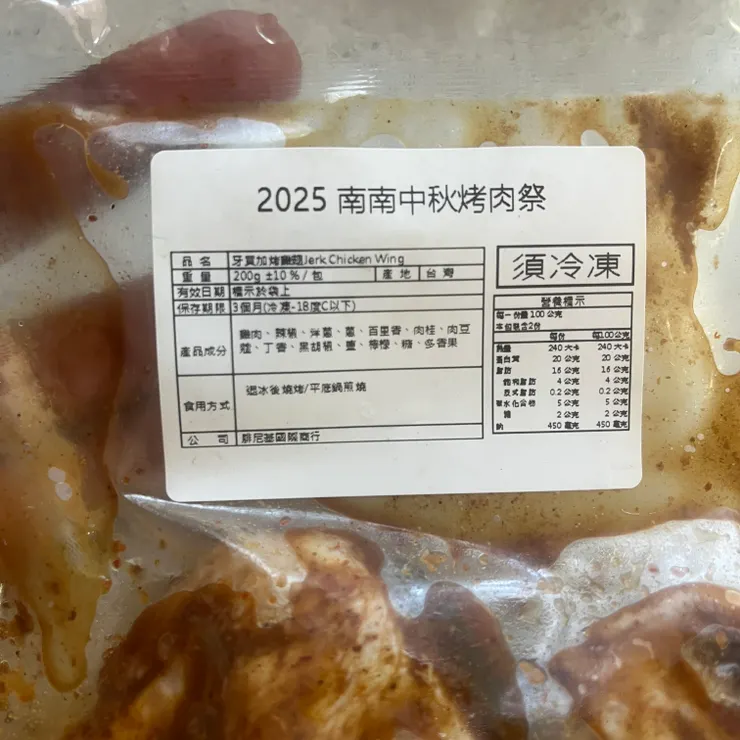 2025 南南中秋烤肉祭
品 名 牙買加烤雞翅Jerk Chicken Wing
重 量 200g ±10%/包 產 地 台 灣
有效日期 標示於袋上
保存期限 3個月(冷凍-18度C以下)
產品成分 雞肉、辣椒、洋蔥、蔥、百里香、肉桂、肉豆
蔻、丁香、黑胡椒、鹽、檸檬、糖、多香果
食用方式 退冰後燒烤/平底鍋煎燒
公 司 騰尼基國際商行
須冷凍
營養標示
每一份量 100 公克
本包裝含2份
每份 每100公克
熱量 240 大卡 240 大卡
蛋白質 20 公克 20 公克
脂肪 16 公克 16 公克
飽和脂肪 4 公克 4 公克
反式脂肪 0.2 公克 0.2 公克
碳水化合物 5 公克 5 公克
糖 2 公克 2 公克
鈉 450 毫克 450 毫克